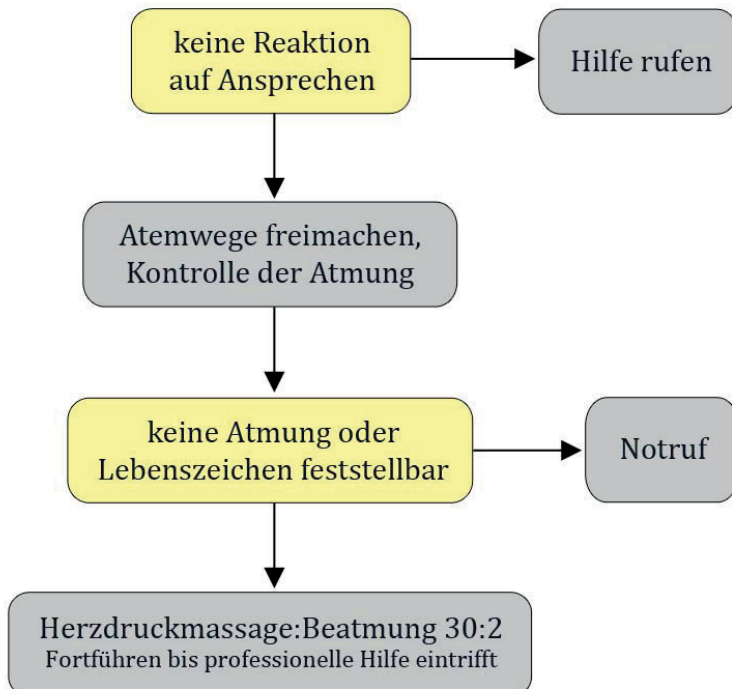 keine Reaktion
auf Ansprechen
Hilfe rufen
Atemwege freimachen,
Kontrolle der Atmung
keine Atmung oder
Lebenszeichen feststellbar
Notruf
Herzdruckmassage:Beatmung 30:2
Fortführen bis professionelle Hilfe eintrifft